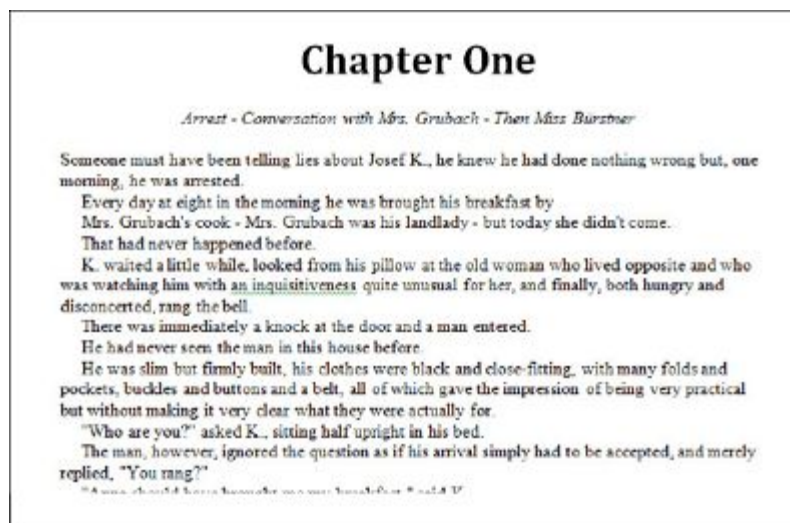 Chapter One
Arrest - Conversation with Mrs. Grubach - Then Miss Bürstner
Someone must have been telling lies about Josef K., he knew he had done nothing wrong but, one
morning, he was arrested.
Every day at eight in the morning he was brought his breakfast by
Mrs. Grubach's cook - Mrs. Grubach was his landlady - but today she didn't come.
That had never happened before.
K. waited a little while, looked from his pillow at the old woman who lived opposite and who
was watching him with an inquisitiveness quite unusual for her, and finally, both hungry and
disconcerted, rang the bell.
There was immediately a knock at the door and a man entered.
He had never seen the man in this house before.
He was slim but firmly built, his clothes were black and close-fitting, with many folds and
pockets, buckles and buttons and a belt, all of which gave the impression of being very practical
but without making it very clear what they were actually for.
"Who are you?" asked K., sitting half upright in his bed.
The man, however, ignored the question as if his arrival simply had to be accepted, and merely
replied, "You rang?"
"Anna should have brought me my breakfast," said K.